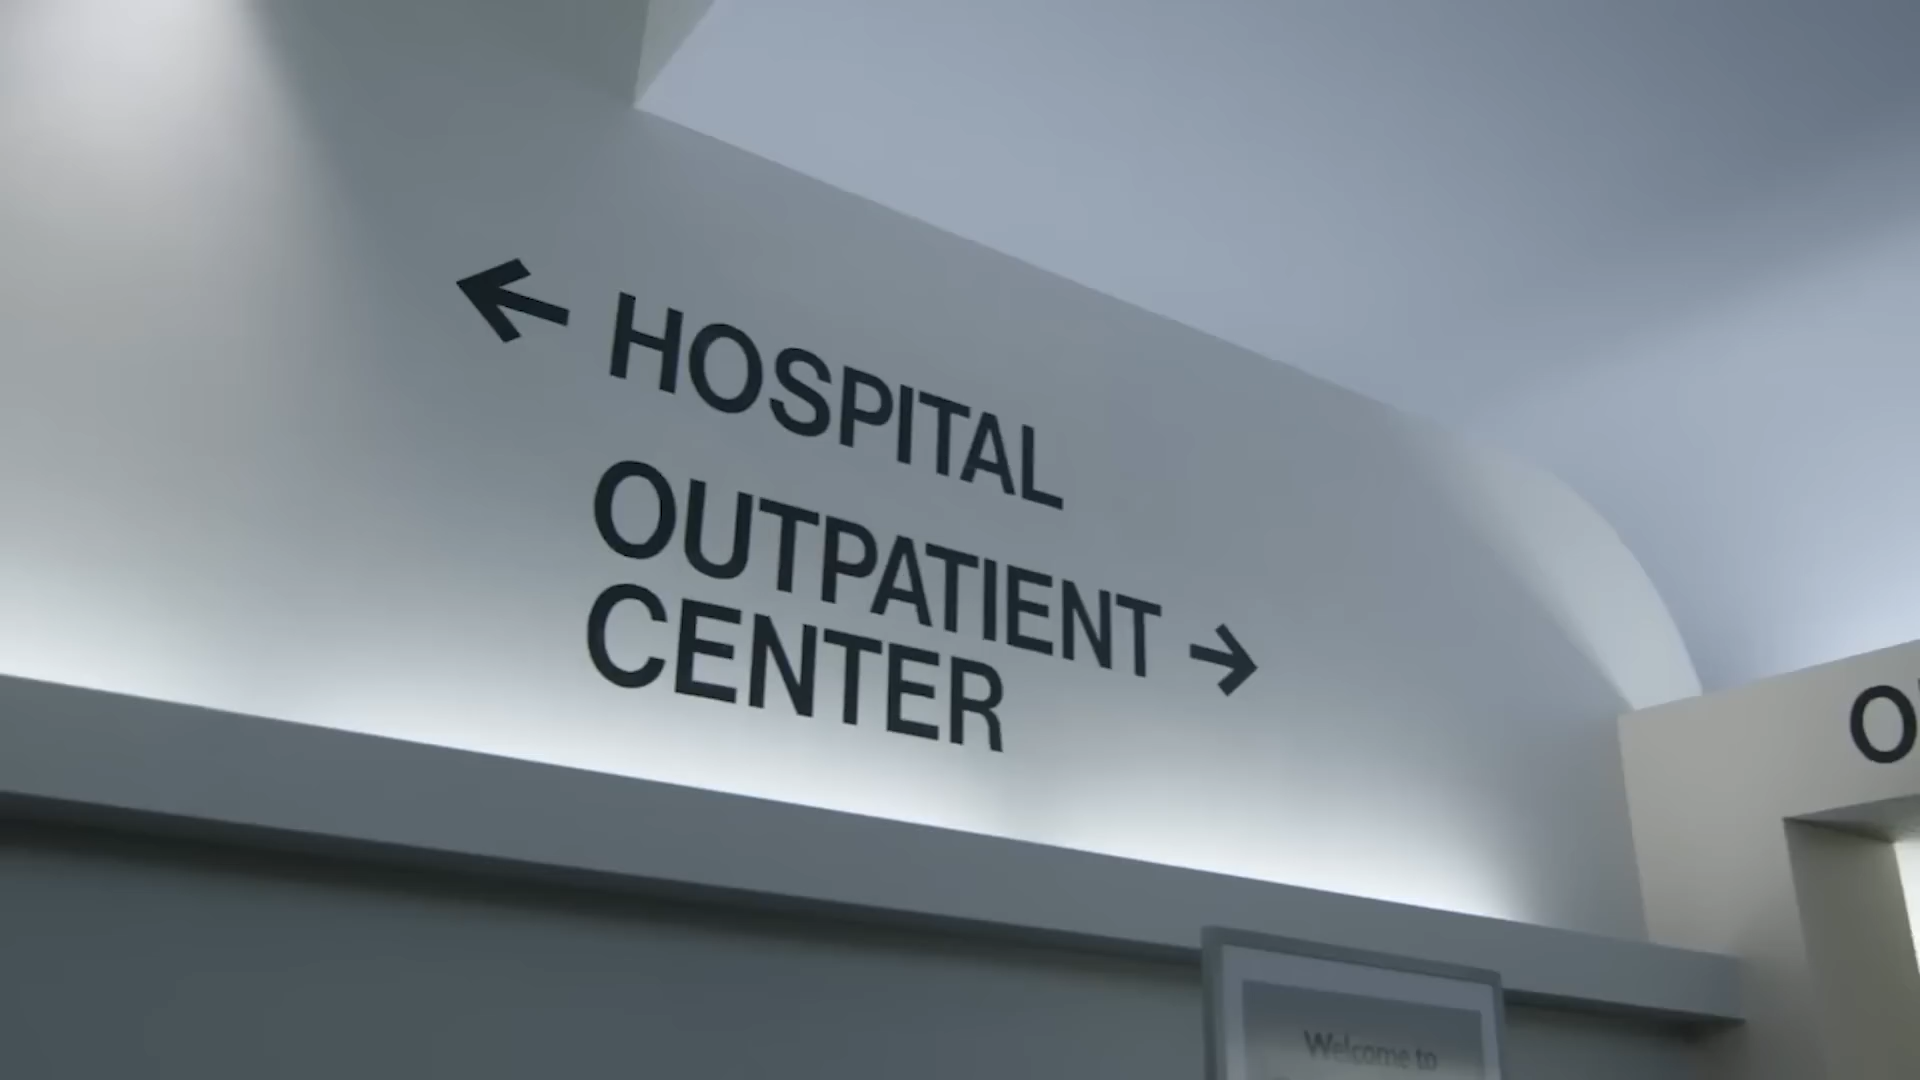 ← HOSPITAL
OUTPATIENT →
CENTER
Welcome to